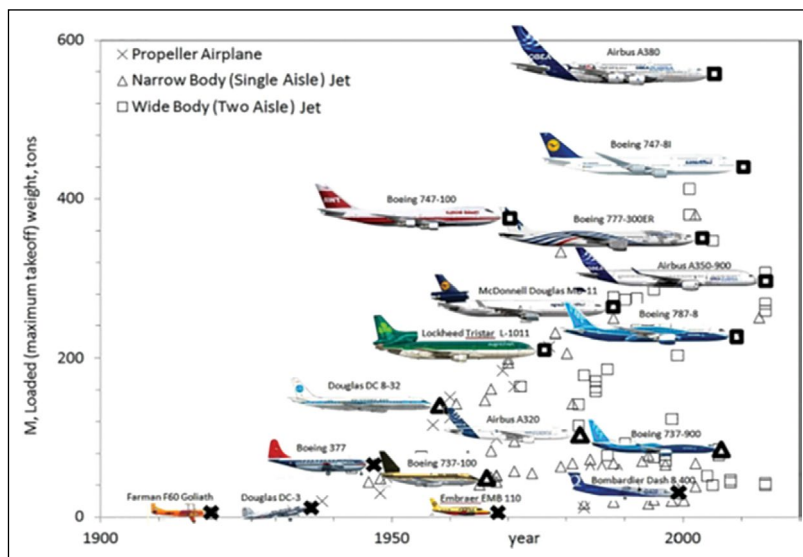 600
× Propeller Airplane
△ Narrow Body (Single Aisle) Jet
□ Wide Body (Two Aisle) Jet
Airbus A380
Boeing 747-8I
400
Boeing 747-100
Boeing 777-300ER
Airbus A350-900
McDonnell Douglas MD-11
Boeing 787-8
Lockheed Tristar L-1011
200
Douglas DC 8-32
Airbus A320
Boeing 737-900
Boeing 377
Boeing 737-100
Bombardier Dash 8 400
Farman F60 Goliath
Douglas DC-3
Embraer EMB 110
0
1900
1950
year
2000
M, Loaded (maximum takeoff) weight, tons